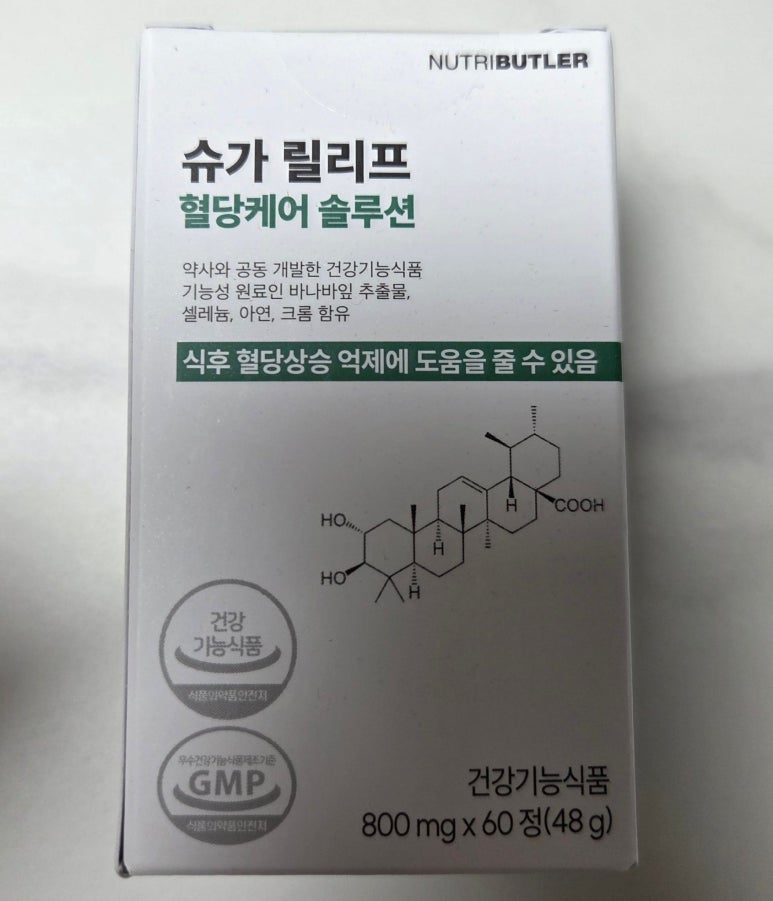 NUTRIBUTLER
슈가 릴리프
혈당케어 솔루션
약사와 공동 개발한 건강기능식품
기능성 원료인 바나바잎 추출물,
셀레늄, 아연, 크롬 함유
식후 혈당상승 억제에 도움을 줄 수 있음
H
COOH
HO
H
HO
H
건강
기능식품
식품의약품안전처
우수건강기능식품제조기준
GMP
식품의약품안전처
건강기능식품
800 mg x 60 정(48 g)